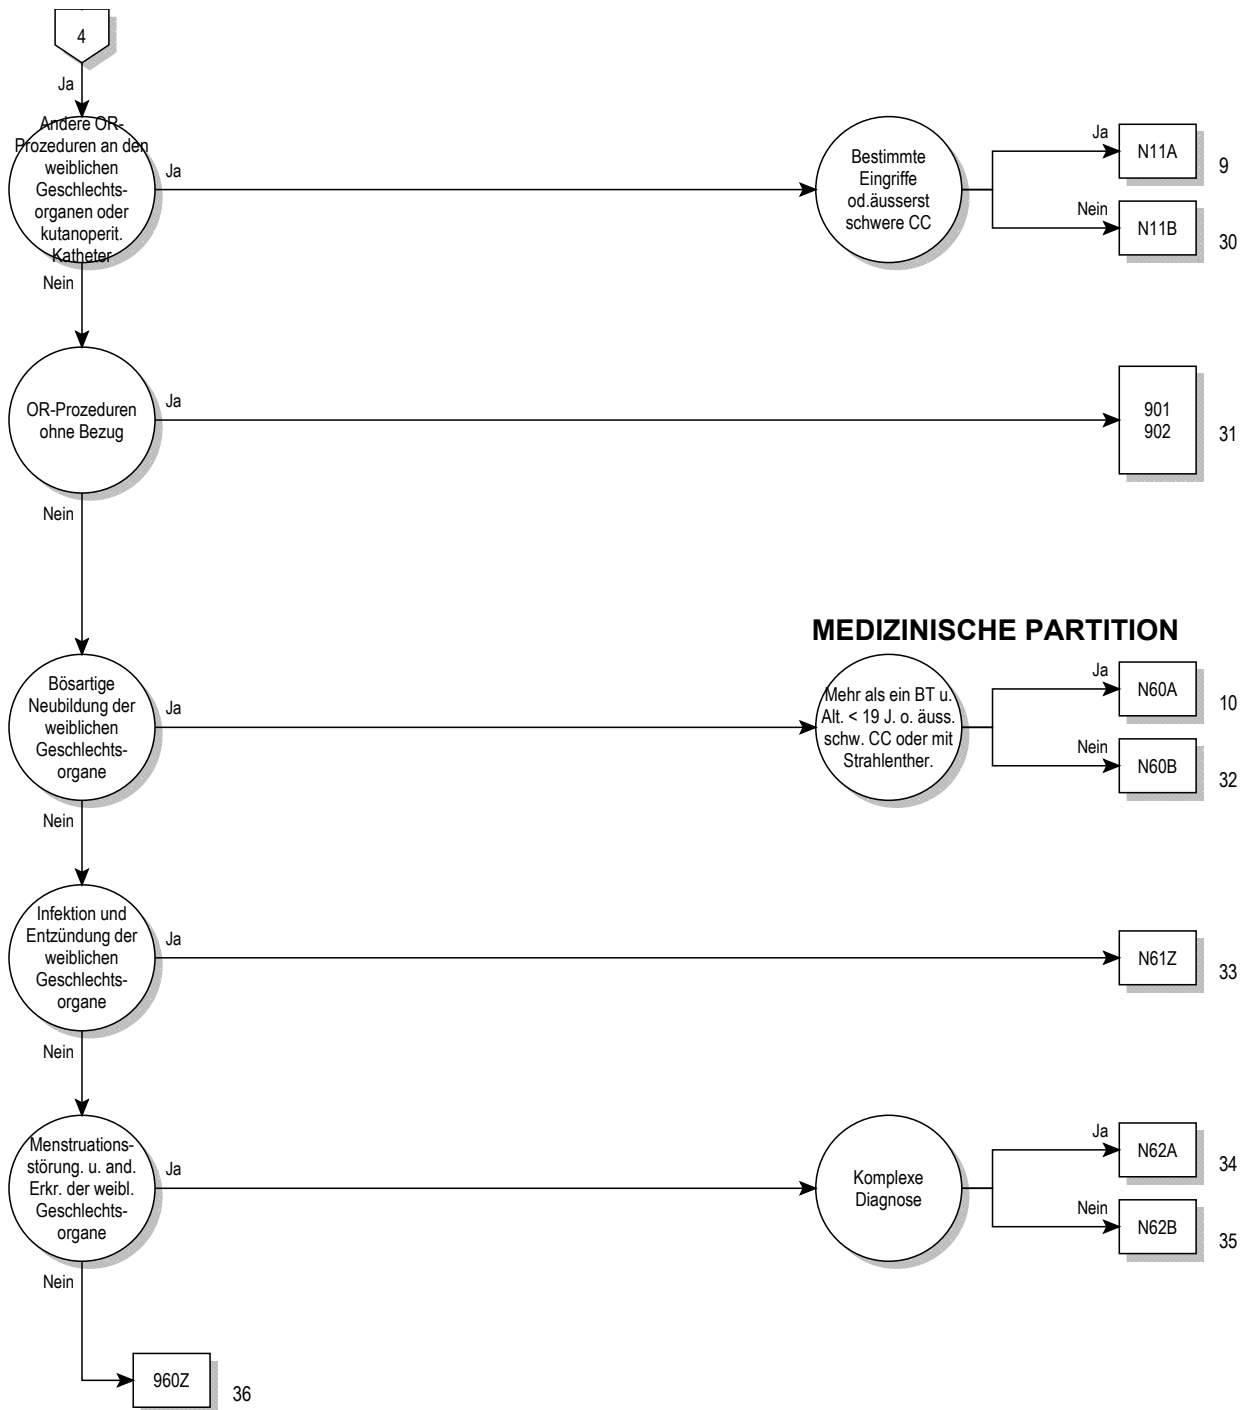 4
Ja
Andere OR-
Prozeduren an den
weiblichen
Geschlechts-
organen oder
kutanoperit.
Katheter
Ja
Bestimmte
Eingriffe
od.äusserst
schwere CC
Ja
N11A
9
Nein
N11B
30
Nein
OR-Prozeduren
ohne Bezug
Ja
901
902
31
Nein
MEDIZINISCHE PARTITION
Bösartige
Neubildung der
weiblichen
Geschlechts-
organe
Ja
Mehr als ein BT u.
Alt. < 19 J. o. äuss.
schw. CC oder mit
Strahlenther.
Ja
N60A
10
Nein
N60B
32
Nein
Infektion und
Entzündung der
weiblichen
Geschlechts-
organe
Ja
N61Z
33
Nein
Menstruations-
störung. u. and.
Erkr. der weibl.
Geschlechts-
organe
Ja
Komplexe
Diagnose
Ja
N62A
34
Nein
N62B
35
Nein
960Z
36